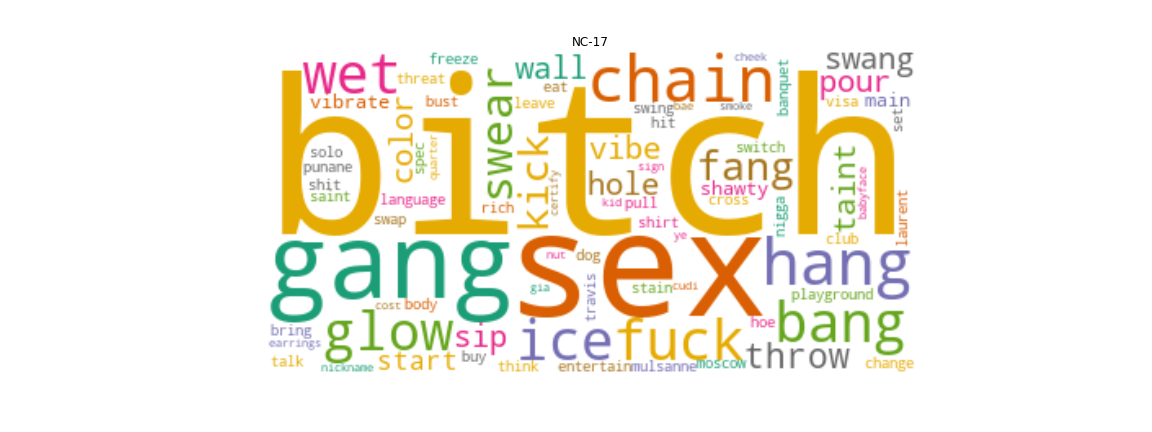 NC-17
bitch
sex
gang
chain
hang
bang
ice
fuck
glow
wet
kick
swear
fang
throw
sip
hole
vibe
pour
taint
swang
wall
color
start
freeze
threat
vibrate
bust
leave
eat
swing
bae
smoke
cheek
hit
banquet
visa
main
set
solo
punane
shit
saint
spec
quarter
language
swap
rich
certify
sign
kid
pull
shirt
ye
switch
shawty
cross
nigga
babyface
laurent
club
nut
dog
gia
travis
stain
cudi
playground
cost
body
bring
earrings
talk
nickname
buy
think
entertain
mulsanne
moscow
hoe
change